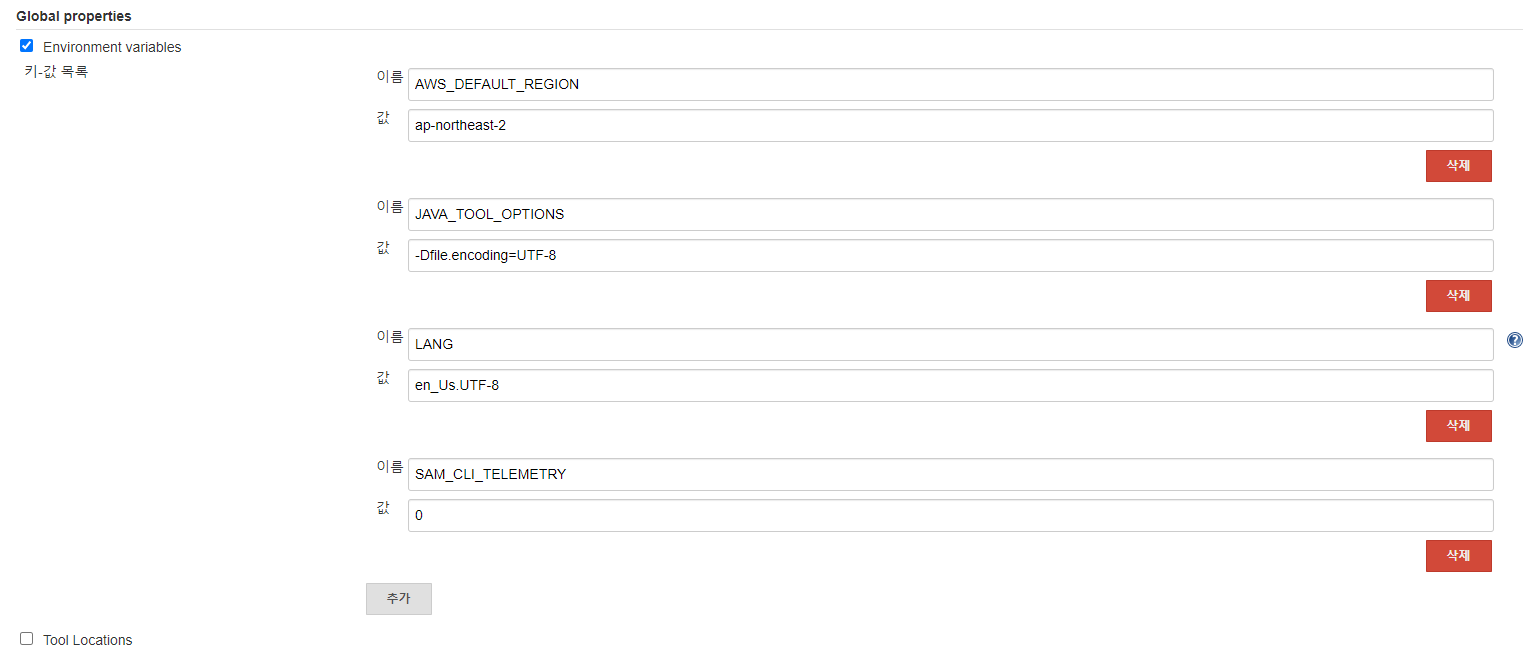 Global properties
Environment variables
키-값 목록
이름 AWS_DEFAULT_REGION
값 ap-northeast-2
삭제
이름 JAVA_TOOL_OPTIONS
값 -Dfile.encoding=UTF-8
삭제
이름 LANG
값 en_Us.UTF-8
삭제
이름 SAM_CLI_TELEMETRY
값 0
삭제
추가
Tool Locations